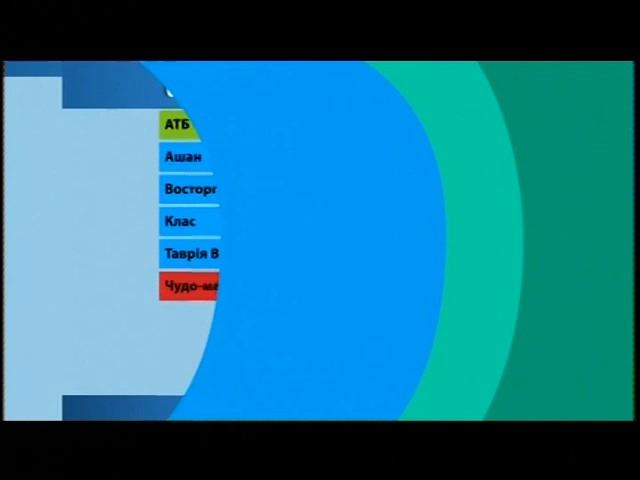 АТБ
Ашан
Восторг
Клас
Таврія В
Чудо-ма